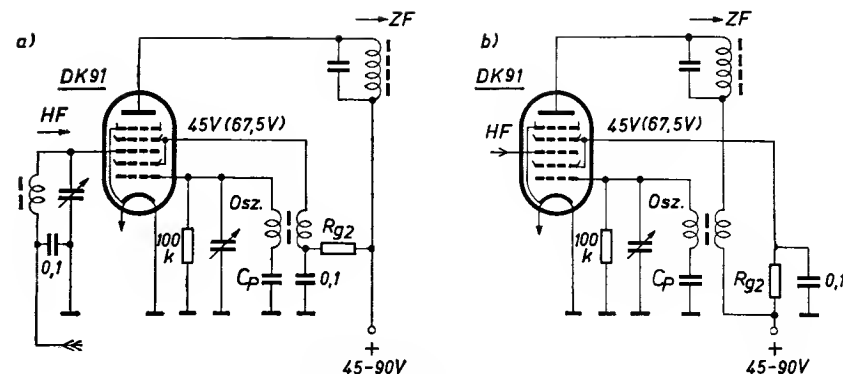 a)
ZF
DK91
HF
45V(67,5V)
Osz.
100
k
0,1
Cp
Rg2
0,1
+
45-90V
b)
ZF
DK91
HF
45V(67,5V)
Osz.
100
k
Cp
Rg2
0,1
+
45-90V